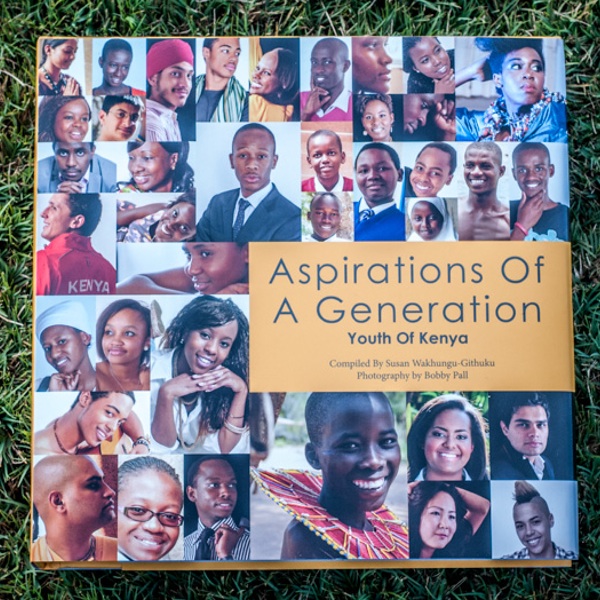 KENYA
Aspirations Of
A Generation
Youth Of Kenya
Compiled By Susan Wakhungu-Githuku
Photography by Bobby Pall